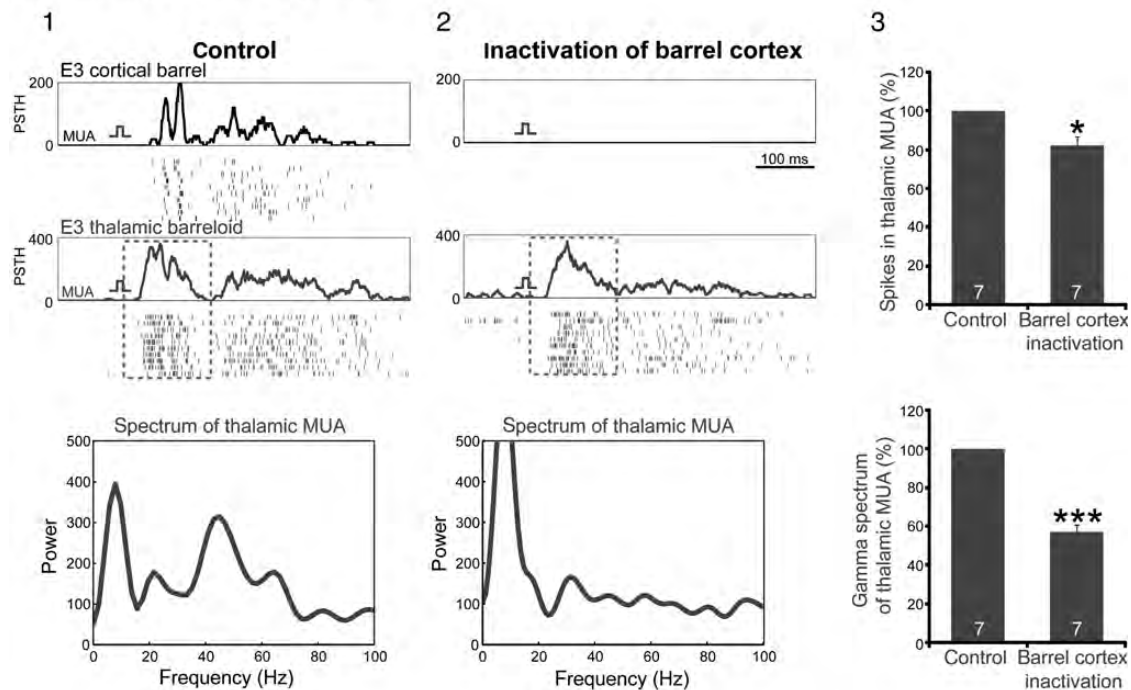 1
Control
E3 cortical barrel
200
PSTH
MUA
0
E3 thalamic barreloid
400
PSTH
MUA
0
Spectrum of thalamic MUA
500
400
300
200
100
0
Power
0 20 40 60 80 100
Frequency (Hz)
2
Inactivation of barrel cortex
200
0
100 ms
400
0
Spectrum of thalamic MUA
500
400
300
200
100
0
Power
0 20 40 60 80 100
Frequency (Hz)
3
120
100
80
60
40
20
0
Spikes in thalamic MUA (%)
*
7 7
Control Barrel cortex
inactivation
120
100
80
60
40
20
0
Gamma spectrum
of thalamic MUA (%)
***
7 7
Control Barrel cortex
inactivation